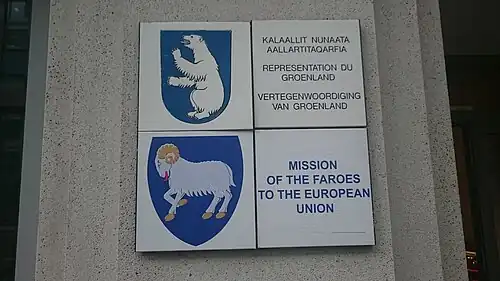 KALAALLIT NUNAATA
AALLARTITAQARFIA
REPRESENTATION DU
GROENLAND
VERTEGENWOORDIGING
VAN GROENLAND
MISSION
OF THE FAROES
TO THE EUROPEAN
UNION